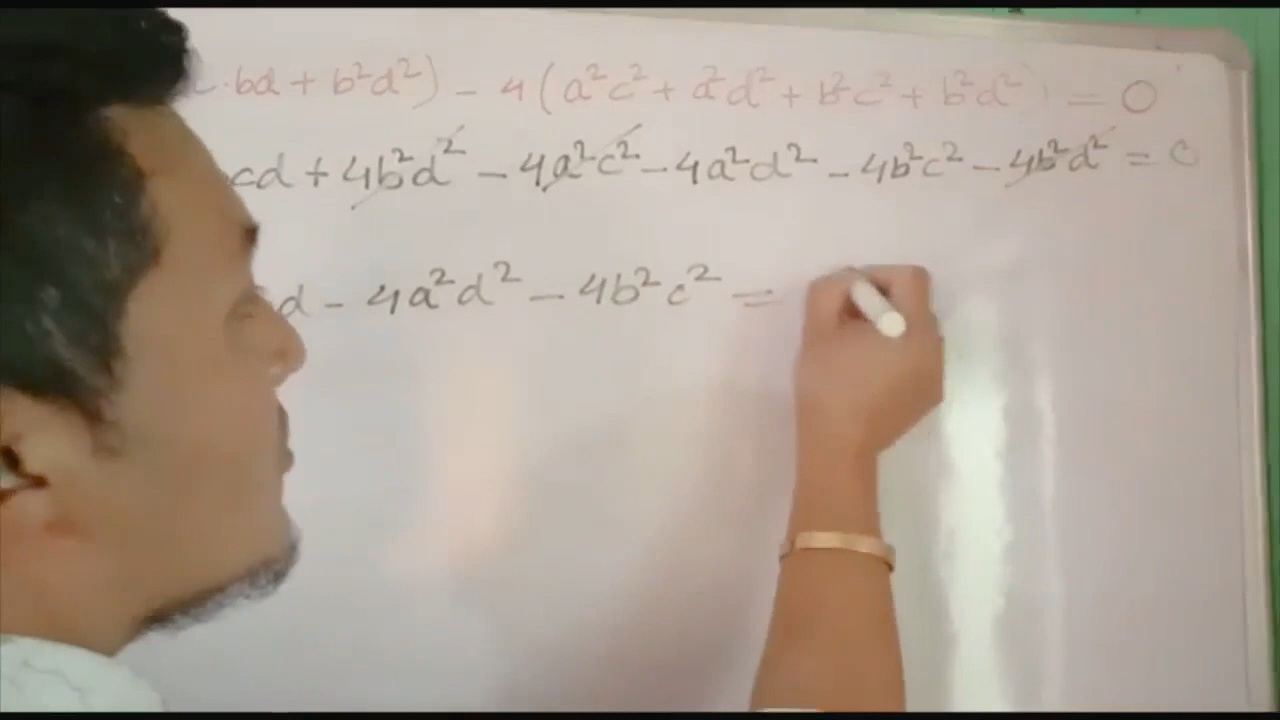 ·bd + b²d²) - 4(a²c² + a²d² + b²c² + b²d²) = 0
cd + 4b²d² - 4a²c² - 4a²d² - 4b²c² - 4b²d² = 0
d - 4a²d² - 4b²c² =